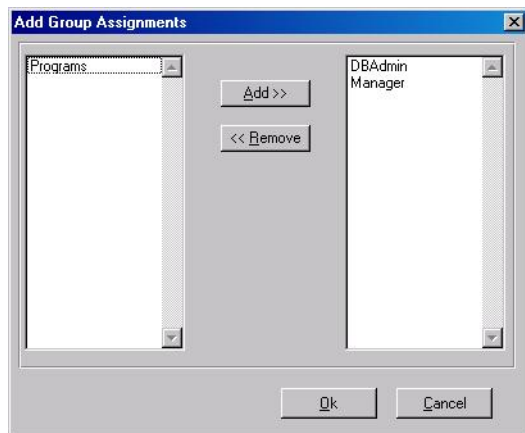 Add Group Assignments
Programs
Add >>
<< Remove
DBAdmin
Manager
Ok
Cancel